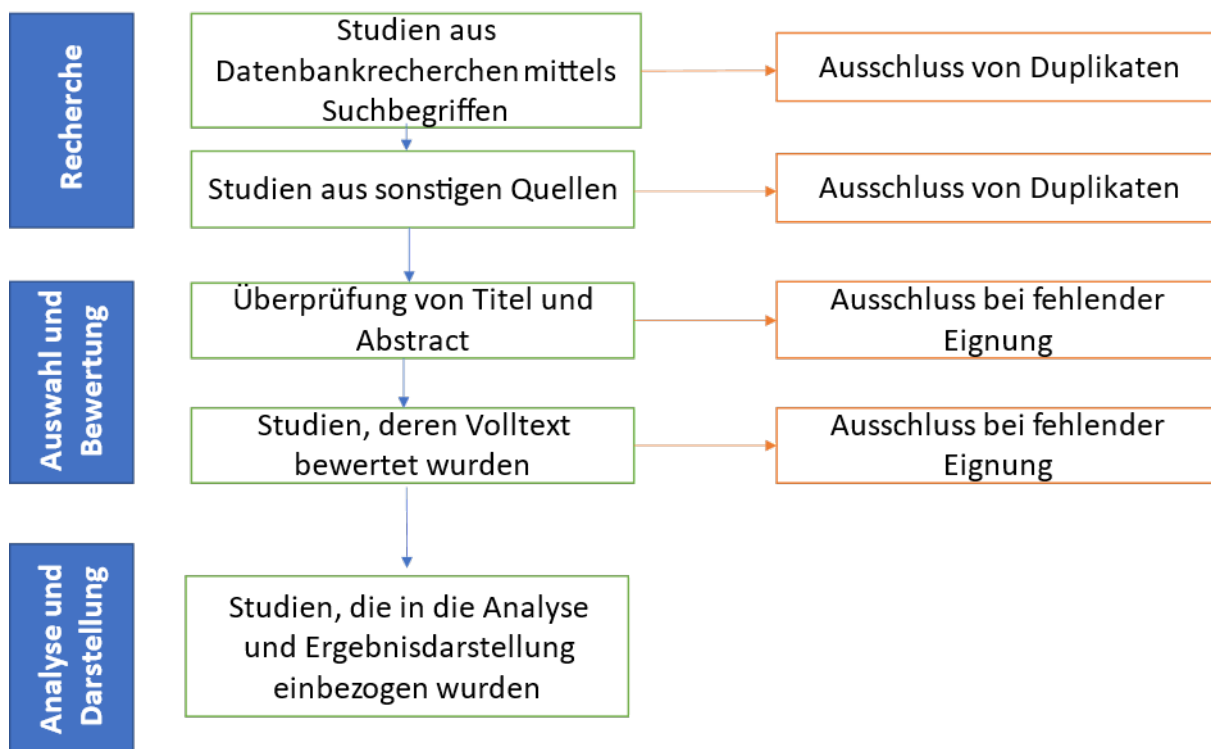 Recherche
Studien aus
Datenbankrecherchen mittels
Suchbegriffen
Ausschluss von Duplikaten
Studien aus sonstigen Quellen
Ausschluss von Duplikaten
Auswahl und
Bewertung
Überprüfung von Titel und
Abstract
Ausschluss bei fehlender
Eignung
Studien, deren Volltext
bewertet wurden
Ausschluss bei fehlender
Eignung
Analyse und
Darstellung
Studien, die in die Analyse
und Ergebnisdarstellung
einbezogen wurden